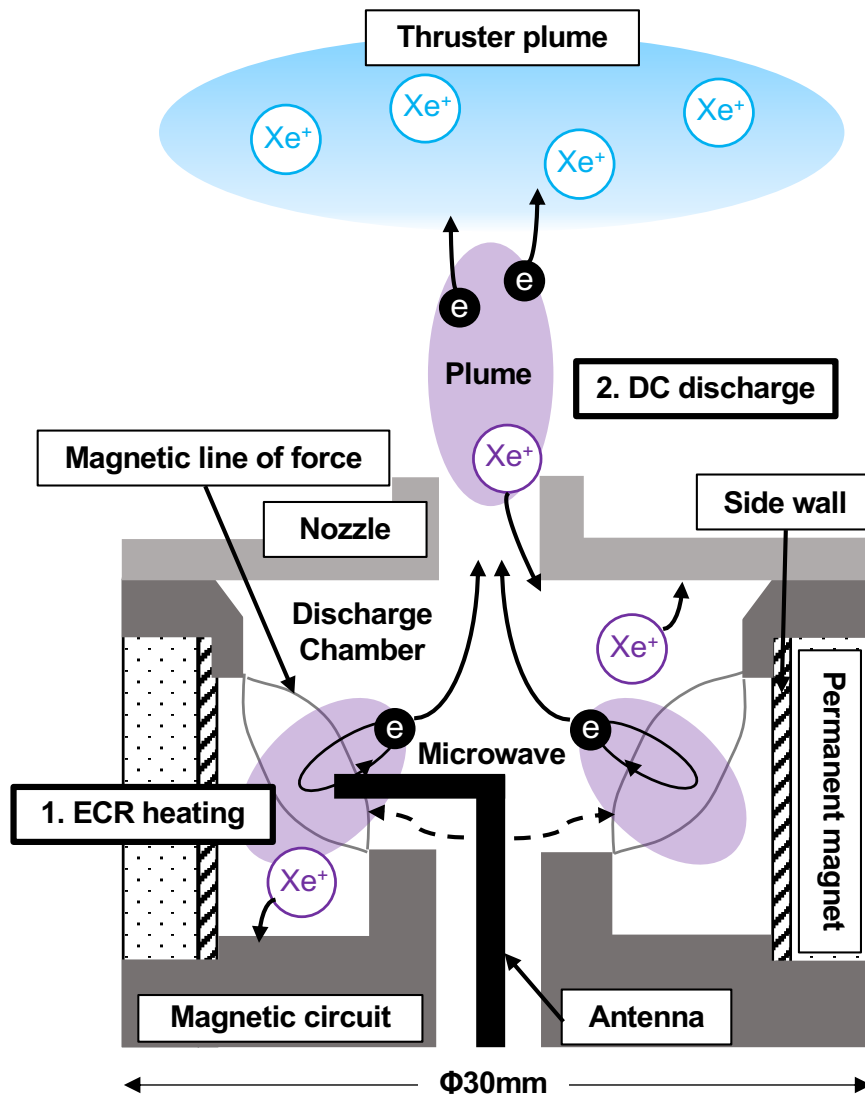 Thruster plume
Xe⁺
Xe⁺
Xe⁺
Xe⁺
e
e
Plume
2. DC discharge
Xe⁺
Magnetic line of force
Side wall
Nozzle
Discharge
Chamber
Xe⁺
Permanent magnet
e
e
Microwave
1. ECR heating
Xe⁺
Magnetic circuit
Antenna
Φ30mm